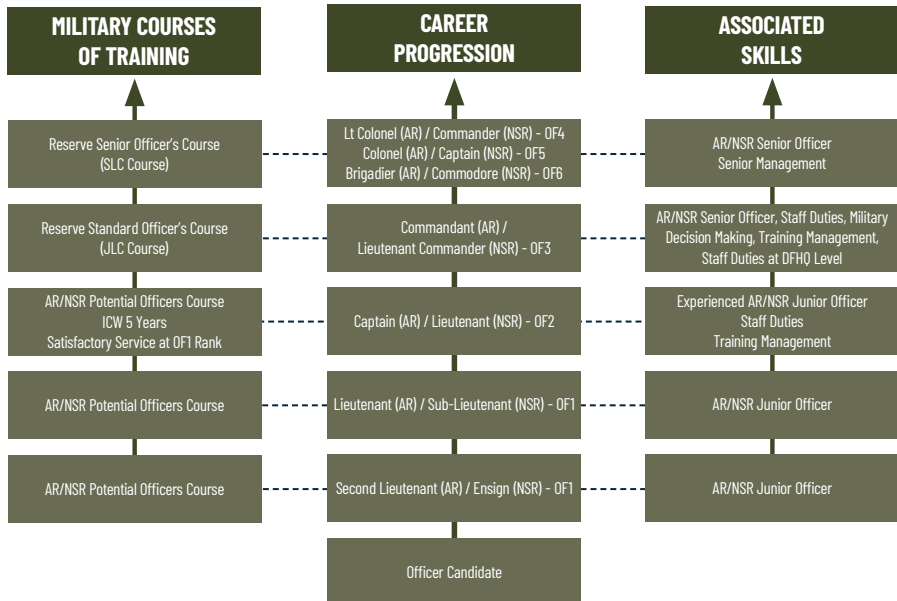 MILITARY COURSES
OF TRAINING
CAREER
PROGRESSION
ASSOCIATED
SKILLS
Reserve Senior Officer's Course
(SLC Course)
Lt Colonel (AR) / Commander (NSR) - OF4
Colonel (AR) / Captain (NSR) - OF5
Brigadier (AR) / Commodore (NSR) - OF6
AR/NSR Senior Officer
Senior Management
Reserve Standard Officer's Course
(JLC Course)
Commandant (AR) /
Lieutenant Commander (NSR) - OF3
AR/NSR Senior Officer, Staff Duties, Military
Decision Making, Training Management,
Staff Duties at DFHQ Level
AR/NSR Potential Officers Course
ICW 5 Years
Satisfactory Service at OF1 Rank
Captain (AR) / Lieutenant (NSR) - OF2
Experienced AR/NSR Junior Officer
Staff Duties
Training Management
AR/NSR Potential Officers Course
Lieutenant (AR) / Sub-Lieutenant (NSR) - OF1
AR/NSR Junior Officer
AR/NSR Potential Officers Course
Second Lieutenant (AR) / Ensign (NSR) - OF1
AR/NSR Junior Officer
Officer Candidate